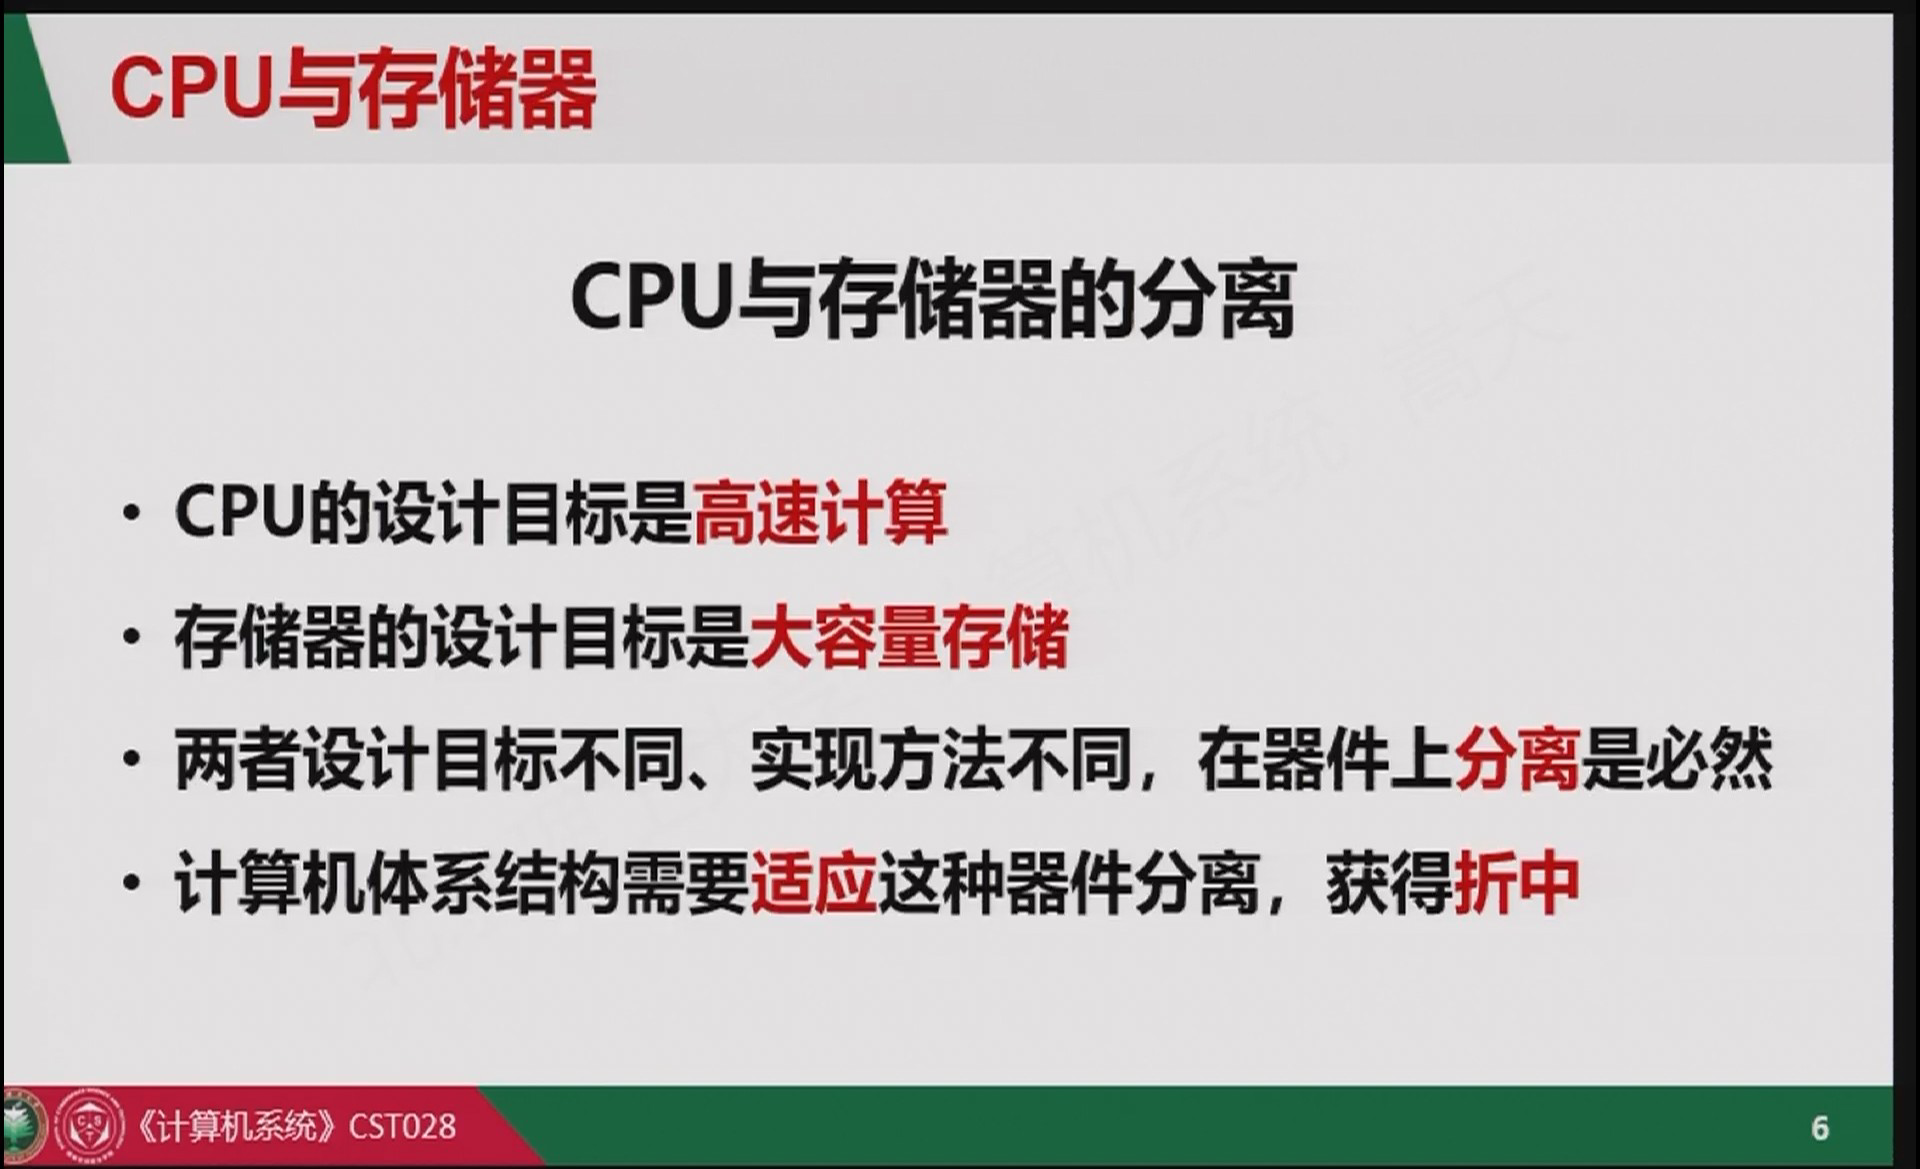 CPU与存储器
CPU与存储器的分离
• CPU的设计目标是高速计算
• 存储器的设计目标是大容量存储
• 两者设计目标不同、实现方法不同，在器件上分离是必然
• 计算机体系结构需要适应这种器件分离，获得折中
《计算机系统》CST028
6